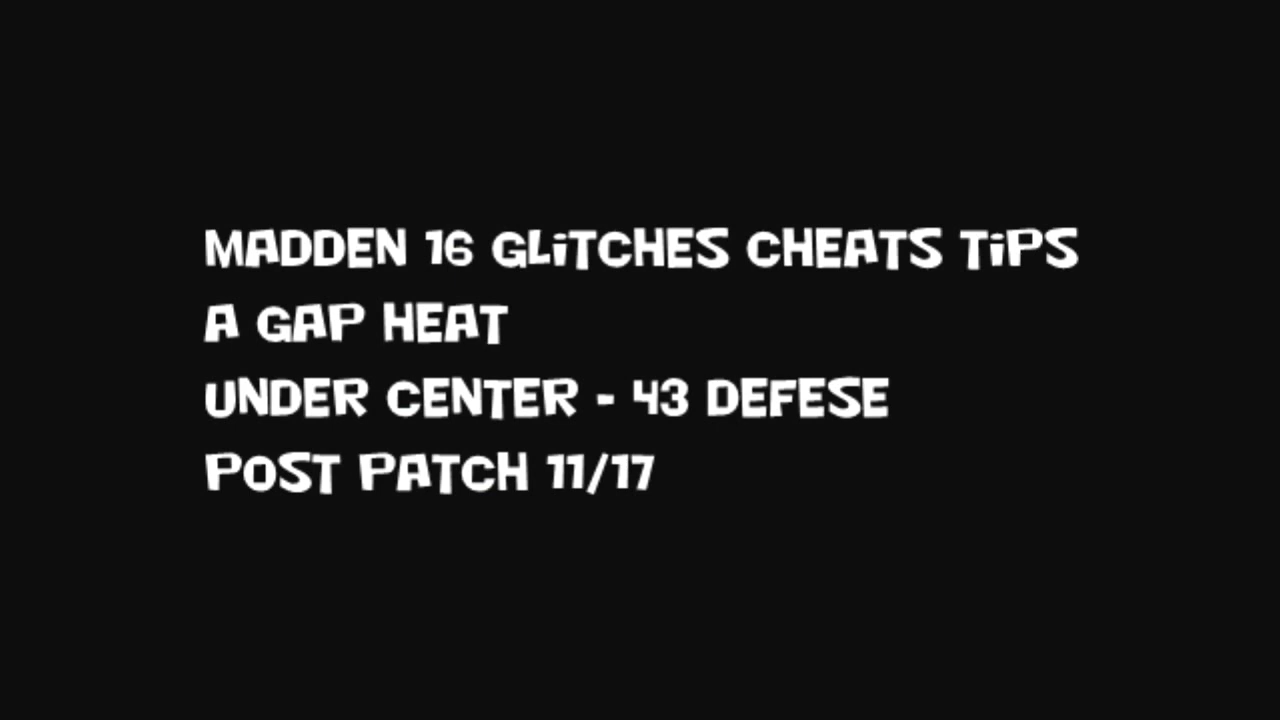 MADDEN 16 GLiTCHES CHEATS TiPS
A GAP HEAT
UNDER CENTER - 43 DEFESE
POST PATCH 11/17